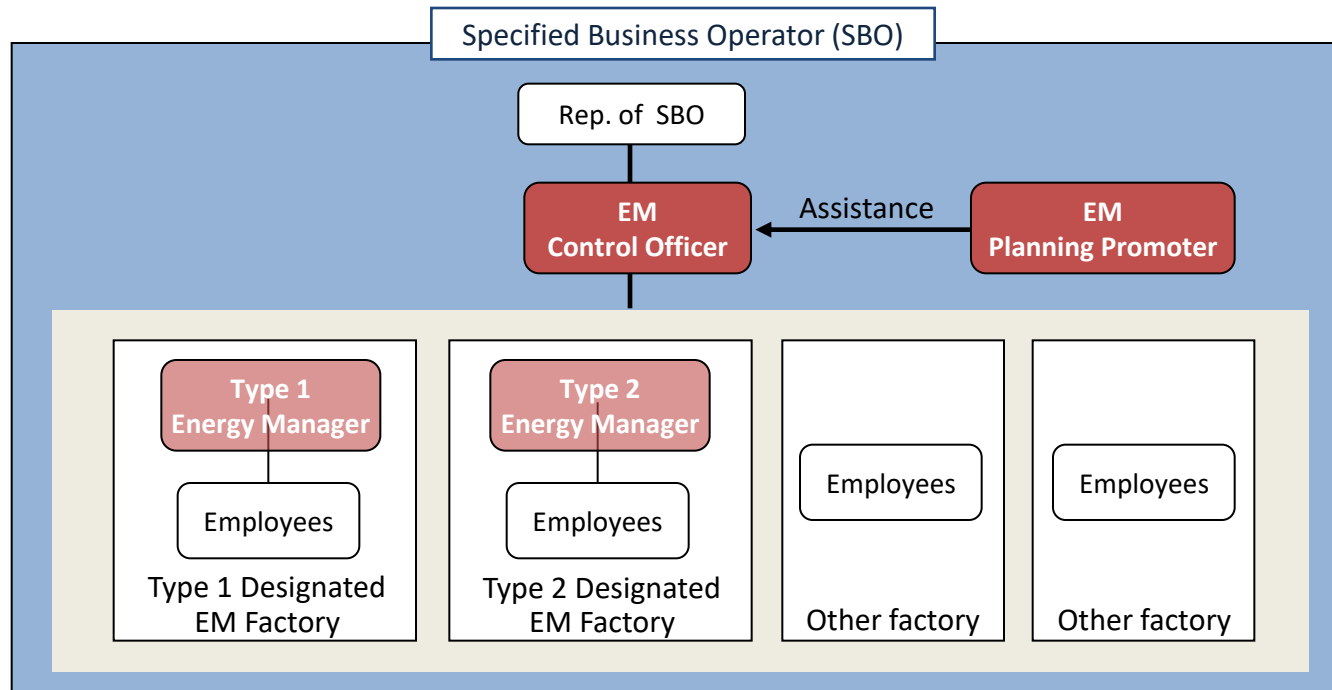 Specified Business Operator (SBO)
Rep. of SBO
EM
Control Officer
Assistance
EM
Planning Promoter
Type 1
Energy Manager
Employees
Type 1 Designated
EM Factory
Type 2
Energy Manager
Employees
Type 2 Designated
EM Factory
Employees
Other factory
Employees
Other factory